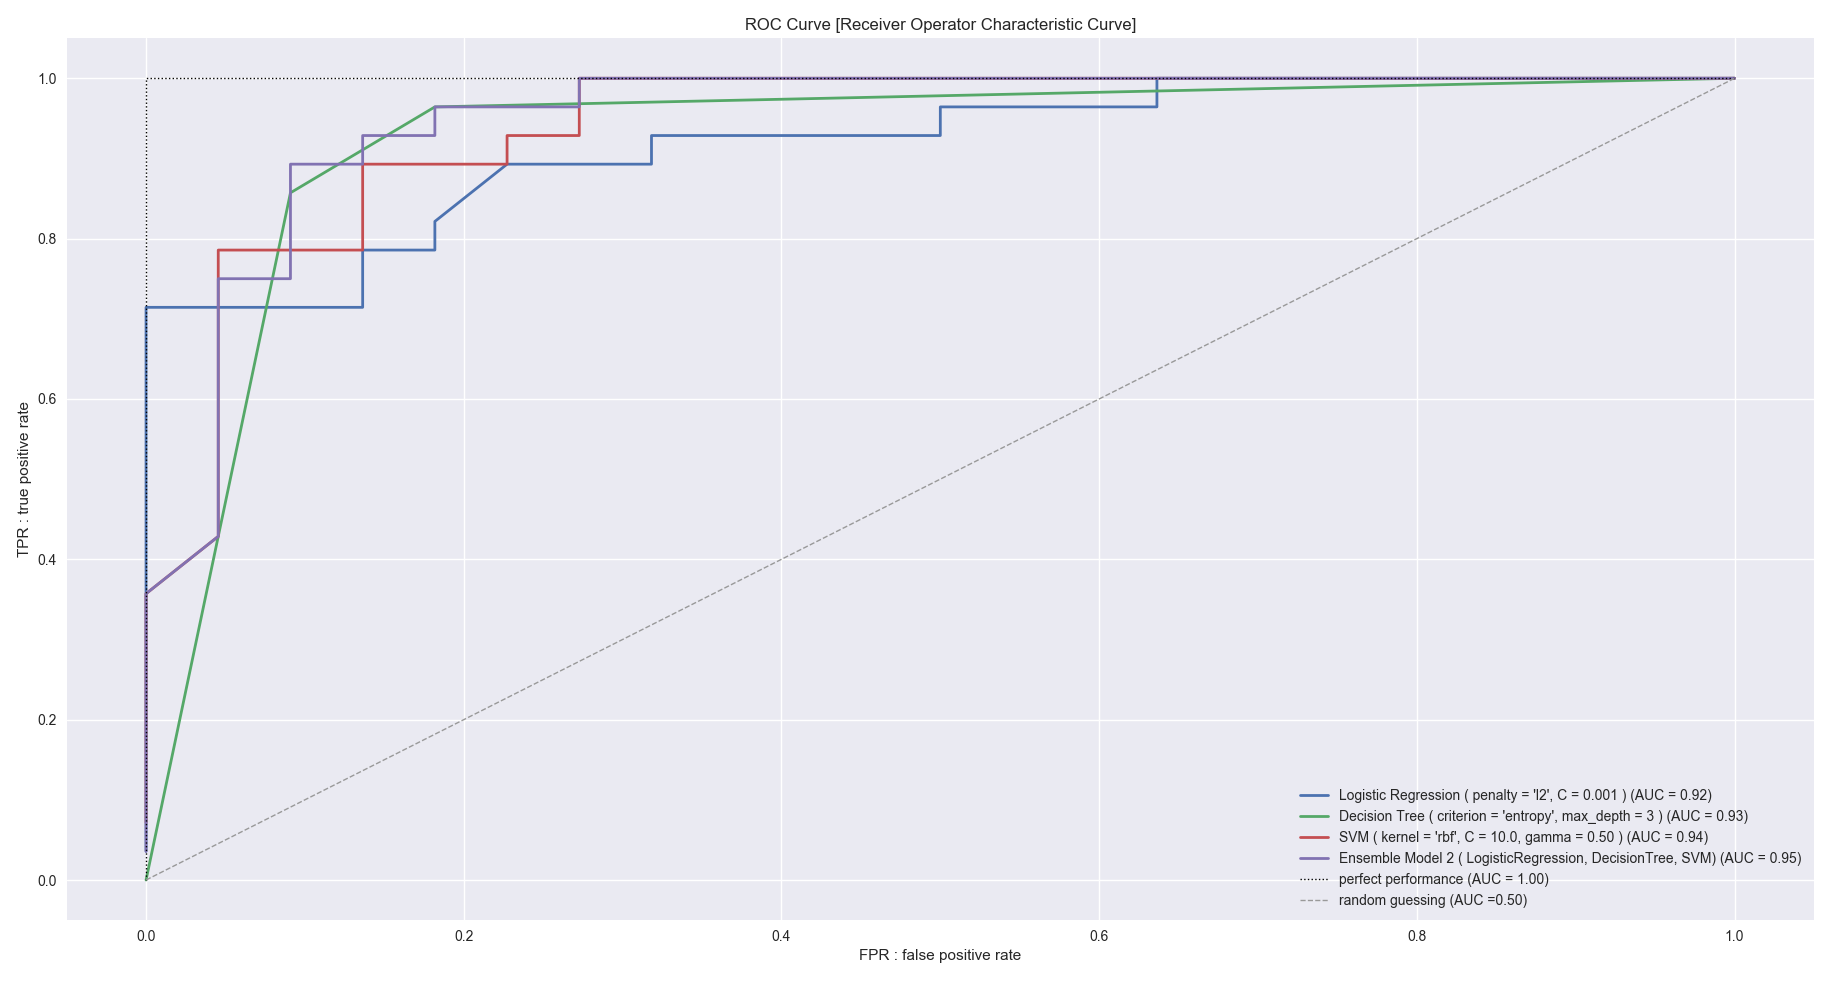 ROC Curve [Receiver Operator Characteristic Curve]
1.0
0.8
0.6
0.4
0.2
0.0
TPR : true positive rate
Logistic Regression ( penalty = 'l2', C = 0.001 ) (AUC = 0.92)
Decision Tree ( criterion = 'entropy', max_depth = 3 ) (AUC = 0.93)
SVM ( kernel = 'rbf', C = 10.0, gamma = 0.50 ) (AUC = 0.94)
Ensemble Model 2 ( LogisticRegression, DecisionTree, SVM) (AUC = 0.95)
perfect performance (AUC = 1.00)
random guessing (AUC =0.50)
0.0 0.2 0.4 0.6 0.8 1.0
FPR : false positive rate